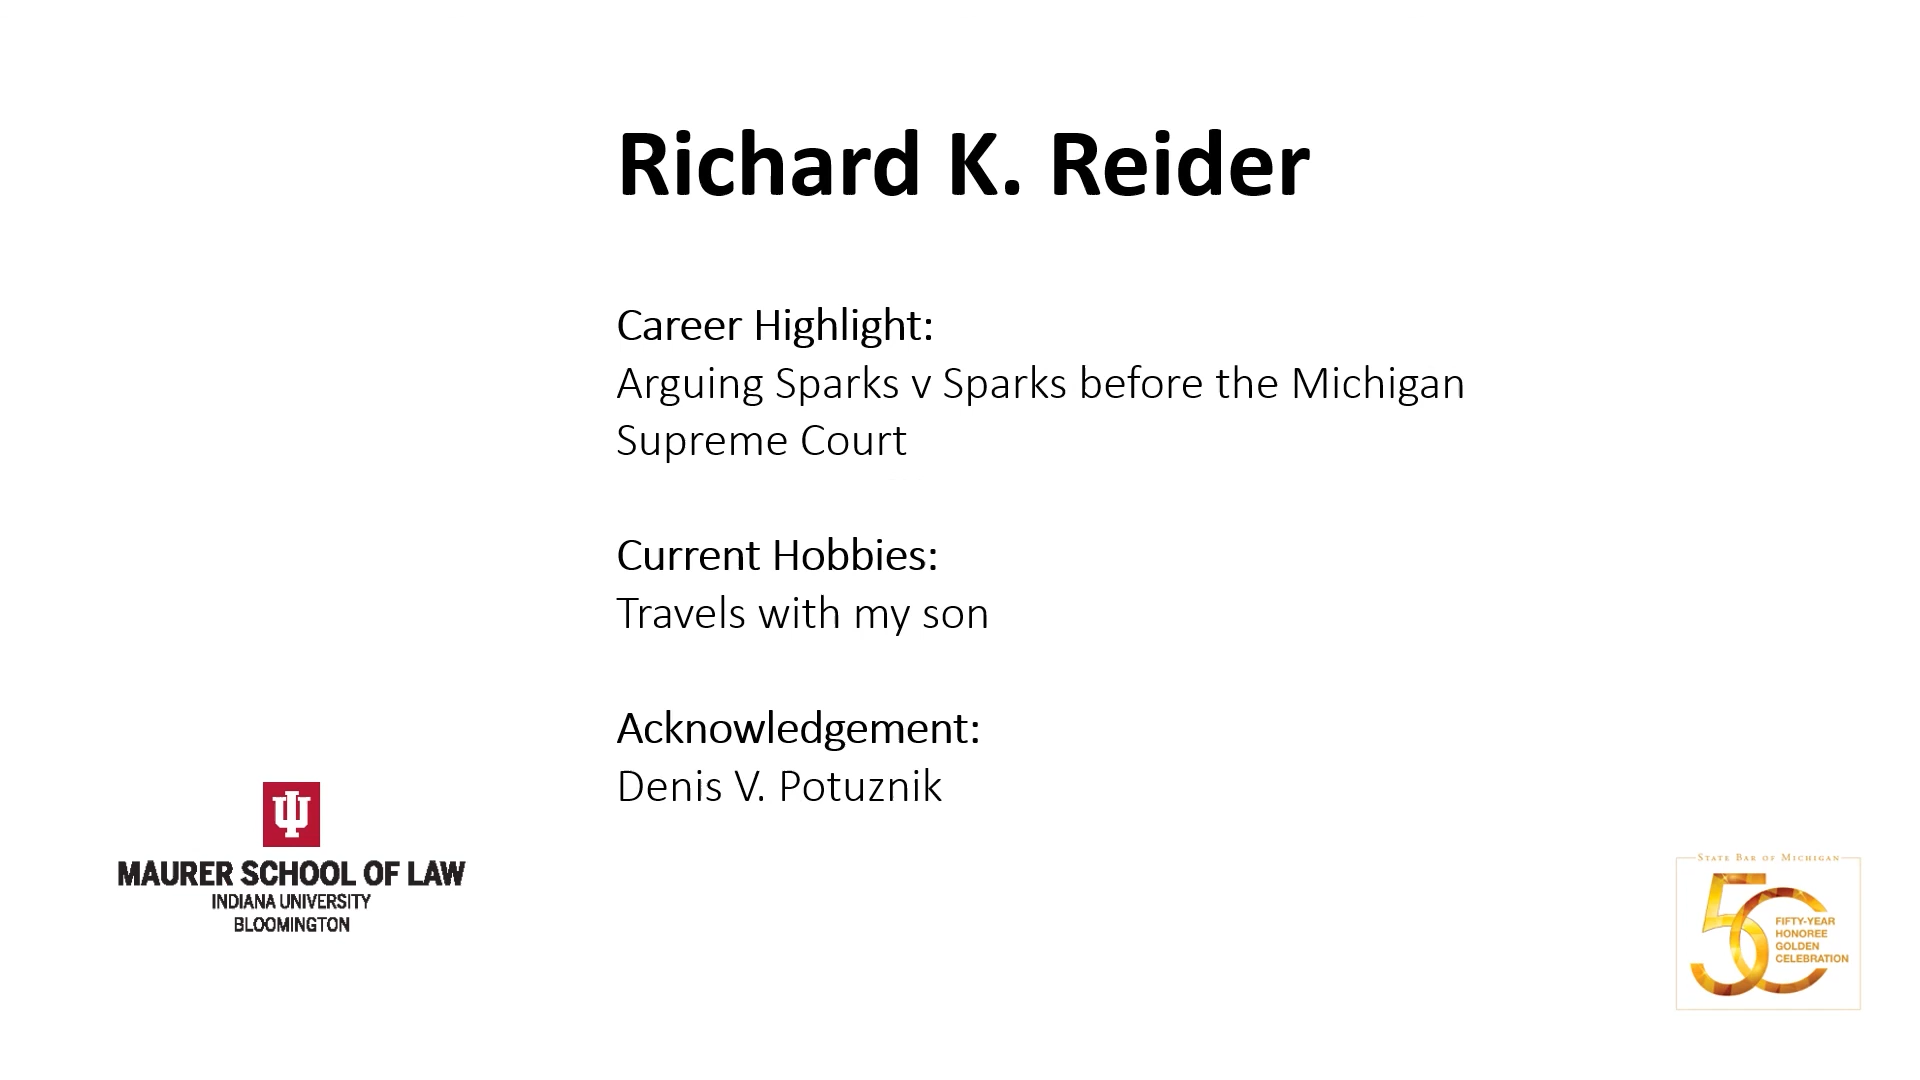 Richard K. Reider
Career Highlight:
Arguing Sparks v Sparks before the Michigan
Supreme Court
Current Hobbies:
Travels with my son
Acknowledgement:
Denis V. Potuznik
MAURER SCHOOL OF LAW
INDIANA UNIVERSITY
BLOOMINGTON
STATE BAR OF MICHIGAN
50
FIFTY-YEAR
HONOREE
GOLDEN
CELEBRATION